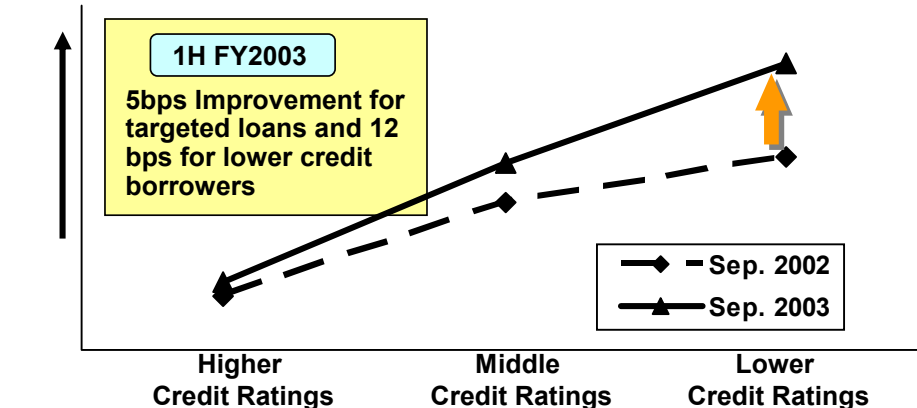 1H FY2003
5bps Improvement for
targeted loans and 12
bps for lower credit
borrowers
Sep. 2002
Sep. 2003
Higher
Credit Ratings
Middle
Credit Ratings
Lower
Credit Ratings